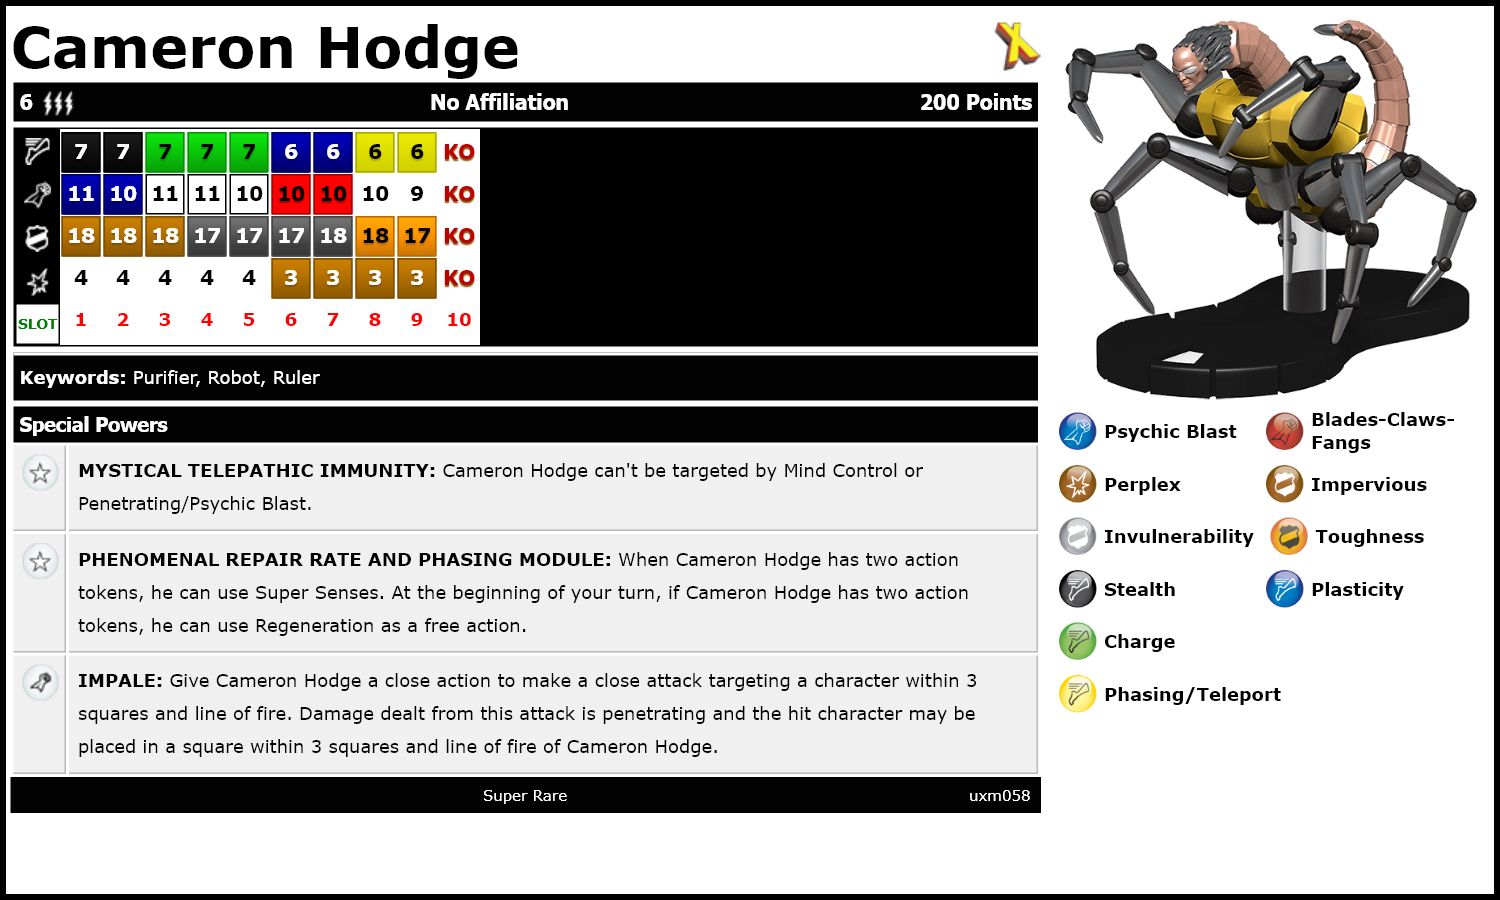 Cameron Hodge
6 No Affiliation 200 Points
7 7 7 7 7 6 6 6 6 KO
11 10 11 11 10 10 10 10 9 KO
18 18 18 17 17 17 18 18 17 KO
4 4 4 4 4 3 3 3 3 KO
SLOT 1 2 3 4 5 6 7 8 9 10
Keywords: Purifier, Robot, Ruler
Special Powers
MYSTICAL TELEPATHIC IMMUNITY: Cameron Hodge can't be targeted by Mind Control or
Penetrating/Psychic Blast.
PHENOMENAL REPAIR RATE AND PHASING MODULE: When Cameron Hodge has two action
tokens, he can use Super Senses. At the beginning of your turn, if Cameron Hodge has two action
tokens, he can use Regeneration as a free action.
IMPALE: Give Cameron Hodge a close action to make a close attack targeting a character within 3
squares and line of fire. Damage dealt from this attack is penetrating and the hit character may be
placed in a square within 3 squares and line of fire of Cameron Hodge.
Super Rare uxm058
Psychic Blast
Blades-Claws-
Fangs
Perplex
Impervious
Invulnerability
Toughness
Stealth
Plasticity
Charge
Phasing/Teleport